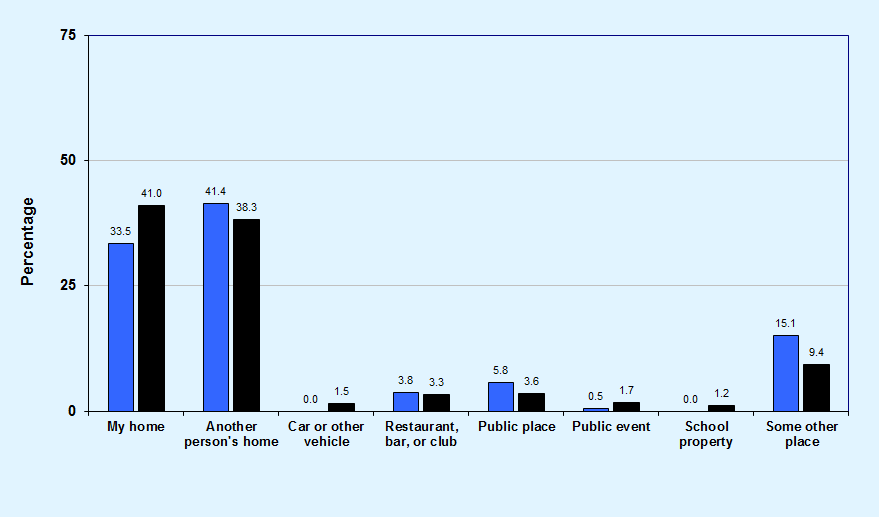 75
50
25
0
Percentage
33.5
41.0
41.4
38.3
0.0
1.5
3.8
3.3
5.8
3.6
0.5
1.7
0.0
1.2
15.1
9.4
My home
Another
person's home
Car or other
vehicle
Restaurant,
bar, or club
Public place
Public event
School
property
Some other
place